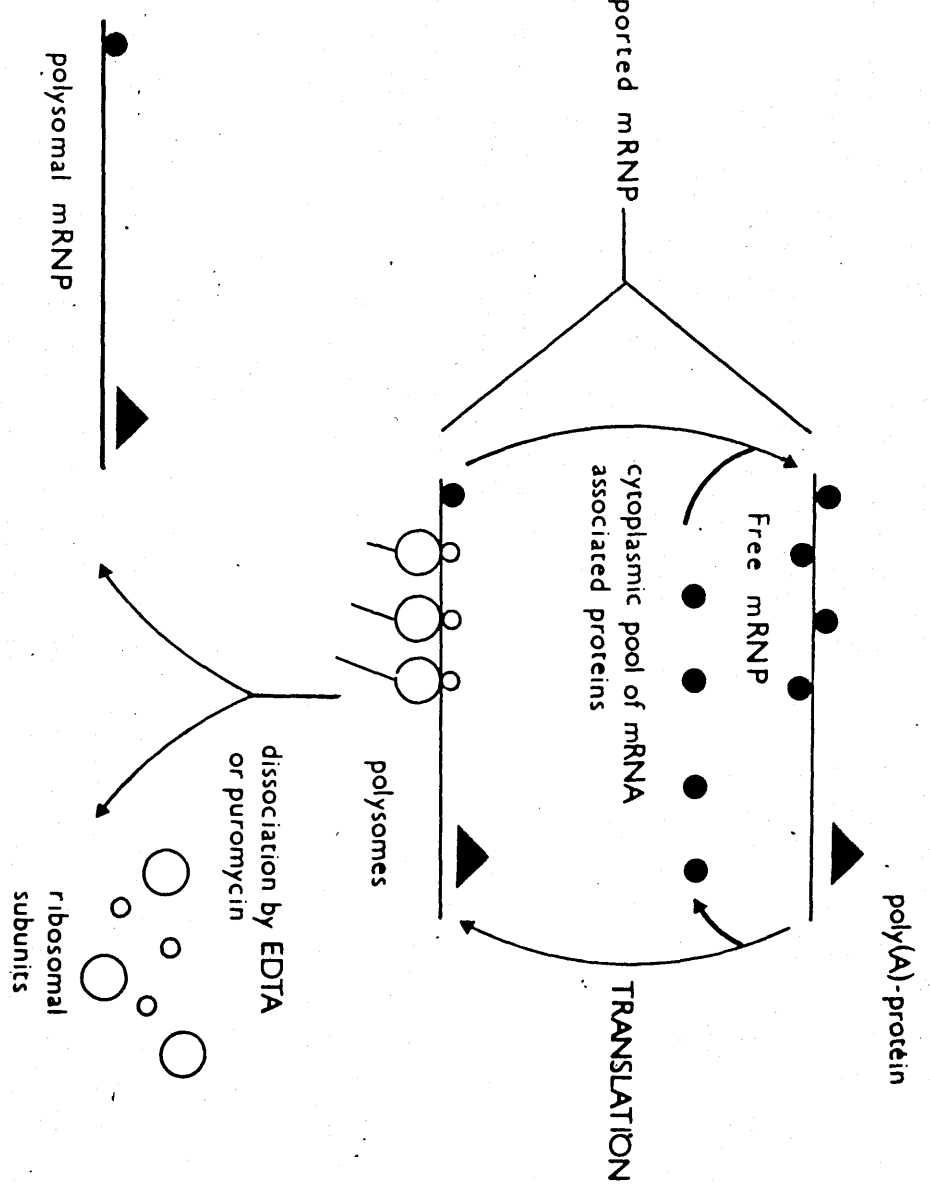 poly(A)-protein
Free mRNP
cytoplasmic pool of mRNA
associated proteins
TRANSLATION
ported mRNP
polysomes
dissociation by EDTA
or puromycin
polysomal mRNP
ribosomal
subunits